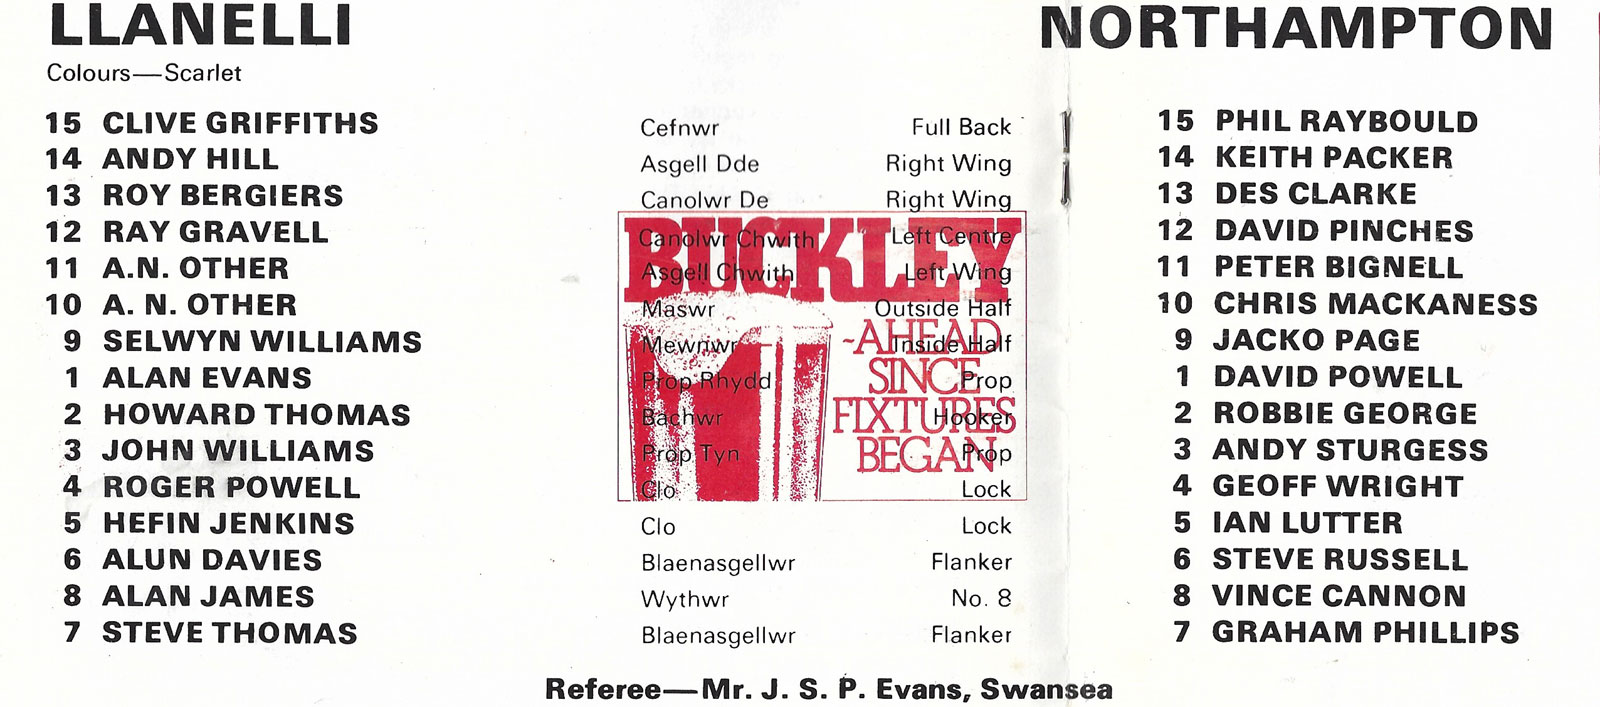 LLANELLI
Colours—Scarlet
15 CLIVE GRIFFITHS
14 ANDY HILL
13 ROY BERGIERS
12 RAY GRAVELL
11 A.N. OTHER
10 A. N. OTHER
9 SELWYN WILLIAMS
1 ALAN EVANS
2 HOWARD THOMAS
3 JOHN WILLIAMS
4 ROGER POWELL
5 HEFIN JENKINS
6 ALUN DAVIES
8 ALAN JAMES
7 STEVE THOMAS
Cefnwr Full Back
Asgell Dde Right Wing
Canolwr De Right Wing
Canolwr Chwith Left Centre
Asgell Chwith Left Wing
Maswr Outside Half
Mewnwr Inside Half
Prop Rhydd Prop
Bachwr Hooker
Prop Tyn Prop
Clo Lock
Clo Lock
Blaenasgellwr Flanker
Wythwr No. 8
Blaenasgellwr Flanker
BUCKLEY
~AHEAD
SINCE
FIXTURES
BEGAN
NORTHAMPTON
15 PHIL RAYBOULD
14 KEITH PACKER
13 DES CLARKE
12 DAVID PINCHES
11 PETER BIGNELL
10 CHRIS MACKANESS
9 JACKO PAGE
1 DAVID POWELL
2 ROBBIE GEORGE
3 ANDY STURGESS
4 GEOFF WRIGHT
5 IAN LUTTER
6 STEVE RUSSELL
8 VINCE CANNON
7 GRAHAM PHILLIPS
Referee—Mr. J. S. P. Evans, Swansea